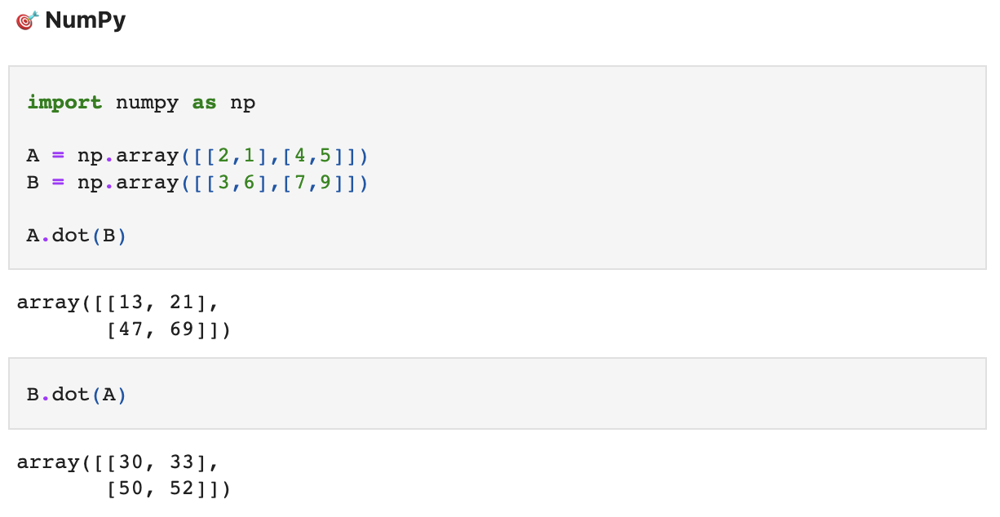 🎯 NumPy
import numpy as np
A = np.array([[2,1],[4,5]])
B = np.array([[3,6],[7,9]])
A.dot(B)
array([[13, 21],
       [47, 69]])
B.dot(A)
array([[30, 33],
       [50, 52]])